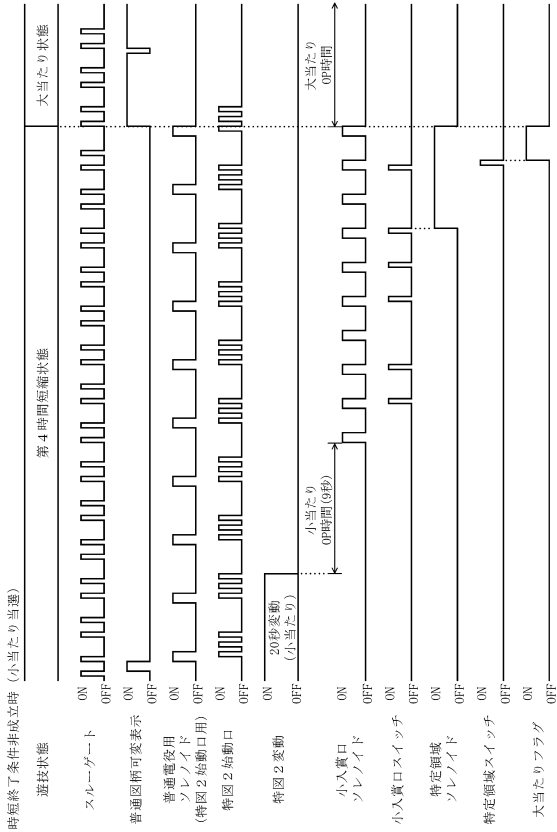 時短終了条件非成立時（小当たり当選）
遊技状態
第４時間短縮状態
大当たり状態
スルーゲート
ON
OFF
普通図柄可変表示
ON
OFF
普通電役用
ソレノイド
(特図２始動口用)
ON
OFF
特図２始動口
ON
OFF
特図２変動
ON
OFF
20秒変動
(小当たり)
小当たり
OP時間(9秒)
大当たり
OP時間
小入賞口
ソレノイド
ON
OFF
小入賞口スイッチ
ON
OFF
特定領域
ソレノイド
ON
OFF
特定領域スイッチ
ON
OFF
大当たりフラグ
ON
OFF